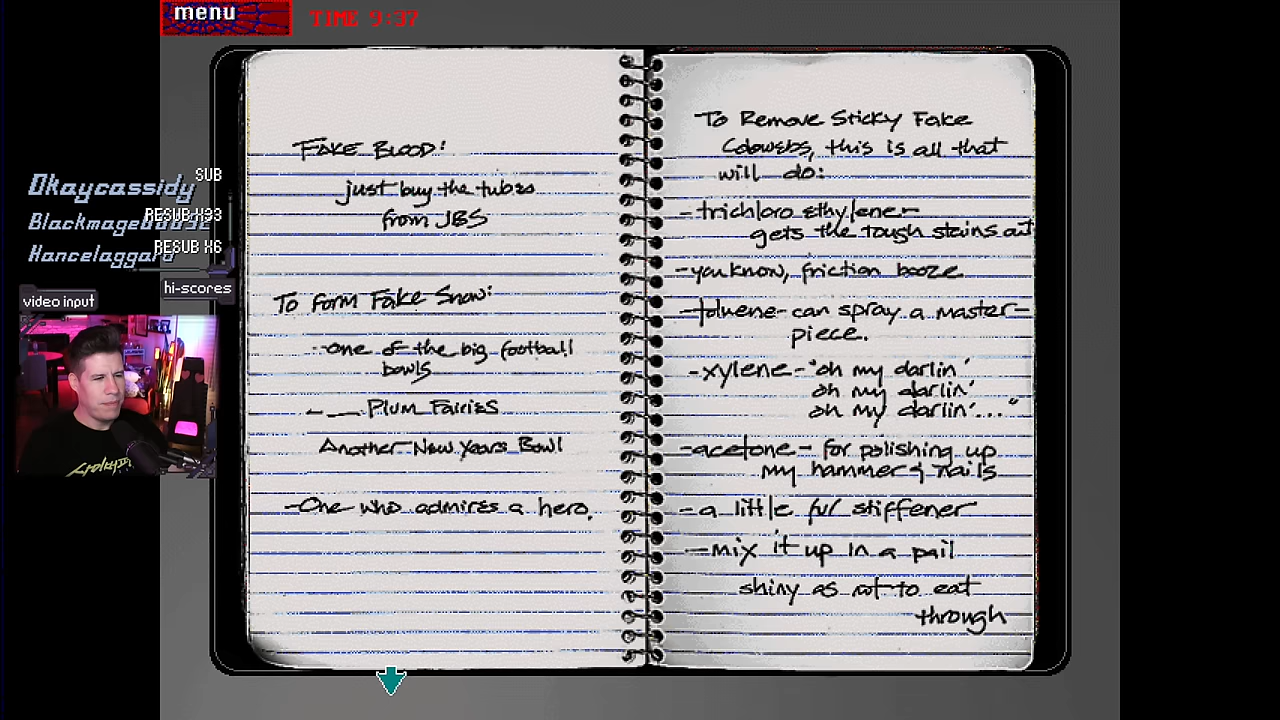 menu
TIME 9:37
FAKE BLOOD!
just buy the tubes
from JBS
To Form Fake Snow:
-one of the big football
bowls
- __ Plum Fairies
Another New Years Bowl
-One who admires a hero.
To Remove Sticky Fake
Cobwebs, this is all that
will do:
-trichloro ethylene-
gets the tough stains out
-you know, friction booze
-toluene-can spray a master-
piece.
-xylene-"oh my darlin'
oh my darlin'
oh my darlin'..."
-acetone- for polishing up
my hammer & nails
-a little fur stiffener
-mix it up in a pail
shiny as not to eat
through
Okaycassidy
SUB
RESUB X93
RESUB X6
hi-scores
video input